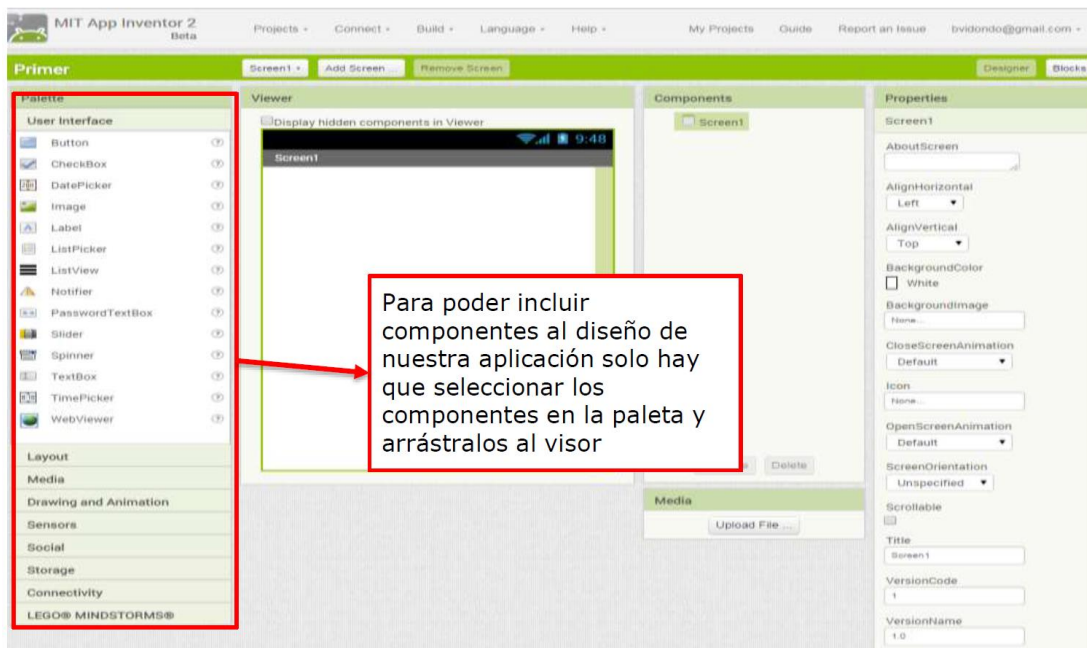 MIT App Inventor 2
Beta
Projects Connect Build Language Help My Projects Guide Report an Issue bvidondo@gmail.com
Primer
Screen1 Add Screen ... Remove Screen Designer Blocks
Palette
User Interface
Button
CheckBox
DatePicker
Image
Label
ListPicker
ListView
Notifier
PasswordTextBox
Slider
Spinner
TextBox
TimePicker
WebViewer
Layout
Media
Drawing and Animation
Sensors
Social
Storage
Connectivity
LEGO® MINDSTORMS®
Viewer
Display hidden components in Viewer
9:48
Screen1
Para poder incluir
componentes al diseño de
nuestra aplicación solo hay
que seleccionar los
componentes en la paleta y
arrástralos al visor
Components
Screen1
Delete
Media
Upload File ...
Properties
Screen1
AboutScreen
AlignHorizontal
Left
AlignVertical
Top
BackgroundColor
White
BackgroundImage
None...
CloseScreenAnimation
Default
Icon
None...
OpenScreenAnimation
Default
ScreenOrientation
Unspecified
Scrollable
Title
Screen1
VersionCode
1
VersionName
1.0